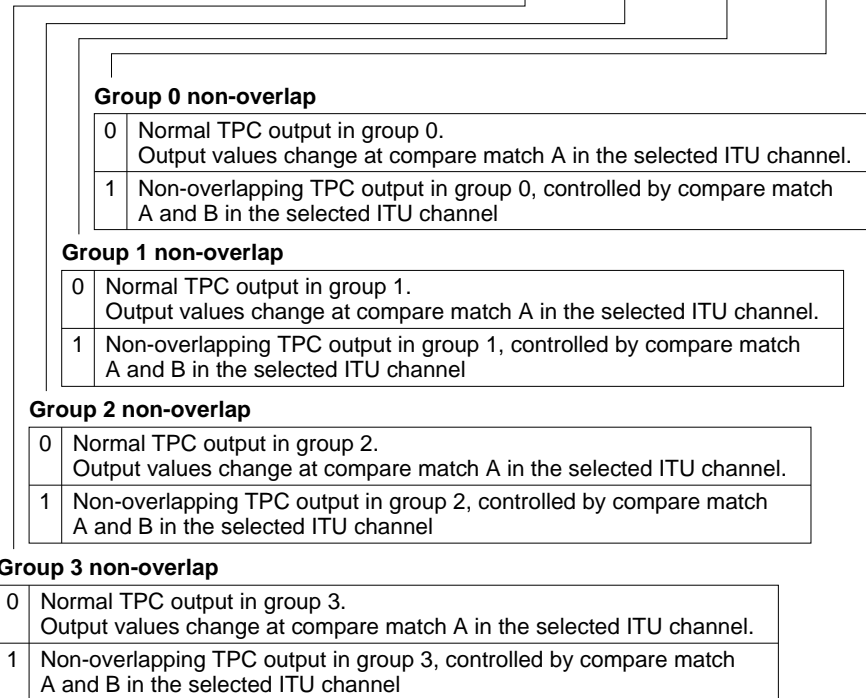 Group 0 non-overlap
0 Normal TPC output in group 0.
Output values change at compare match A in the selected ITU channel.
1 Non-overlapping TPC output in group 0, controlled by compare match
A and B in the selected ITU channel
Group 1 non-overlap
0 Normal TPC output in group 1.
Output values change at compare match A in the selected ITU channel.
1 Non-overlapping TPC output in group 1, controlled by compare match
A and B in the selected ITU channel
Group 2 non-overlap
0 Normal TPC output in group 2.
Output values change at compare match A in the selected ITU channel.
1 Non-overlapping TPC output in group 2, controlled by compare match
A and B in the selected ITU channel
Group 3 non-overlap
0 Normal TPC output in group 3.
Output values change at compare match A in the selected ITU channel.
1 Non-overlapping TPC output in group 3, controlled by compare match
A and B in the selected ITU channel